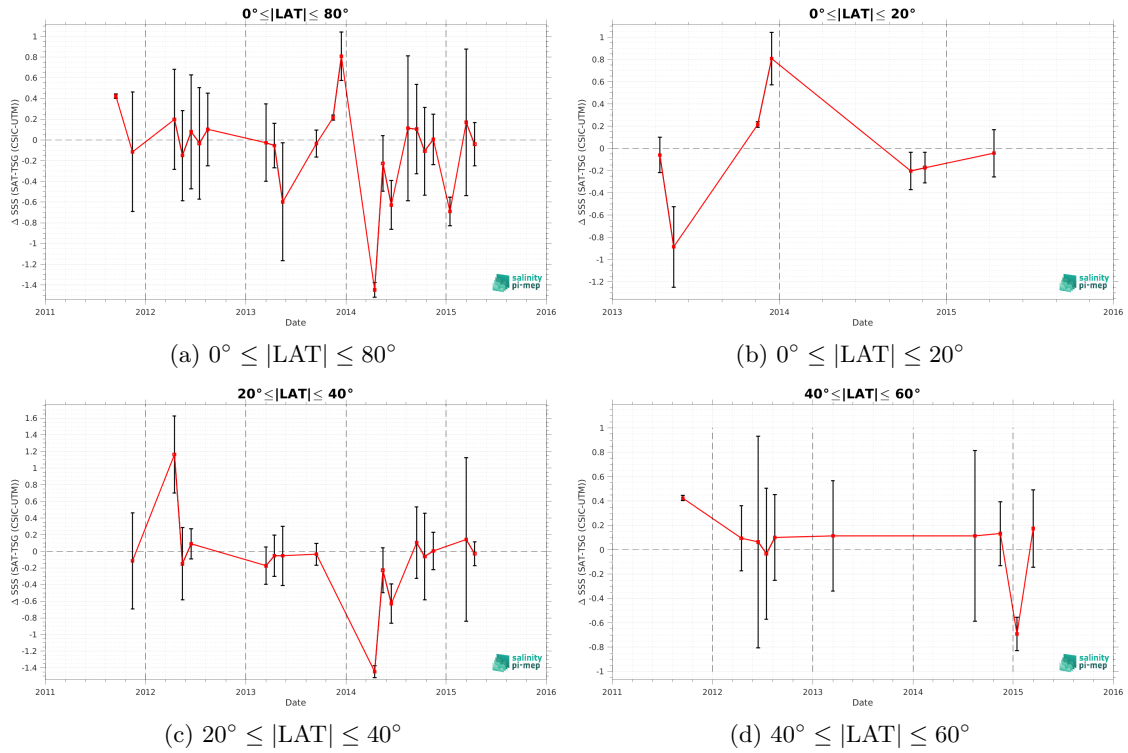 0°≤|LAT|≤ 80°
Δ SSS (SAT-TSG (CSIC-UTM))
1
0.8
0.6
0.4
0.2
0
-0.2
-0.4
-0.6
-0.8
-1
-1.2
-1.4
salinity
pi-mep
2011 2012 2013 2014 2015 2016
Date
(a) 0° ≤ |LAT| ≤ 80°
0°≤|LAT|≤ 20°
Δ SSS (SAT-TSG (CSIC-UTM))
1
0.8
0.6
0.4
0.2
0
-0.2
-0.4
-0.6
-0.8
-1
-1.2
salinity
pi-mep
2013 2014 2015 2016
Date
(b) 0° ≤ |LAT| ≤ 20°
20°≤|LAT|≤ 40°
Δ SSS (SAT-TSG (CSIC-UTM))
1.6
1.4
1.2
1
0.8
0.6
0.4
0.2
0
-0.2
-0.4
-0.6
-0.8
-1
-1.2
-1.4
salinity
pi-mep
2011 2012 2013 2014 2015 2016
Date
(c) 20° ≤ |LAT| ≤ 40°
40°≤|LAT|≤ 60°
Δ SSS (SAT-TSG (CSIC-UTM))
1
0.8
0.6
0.4
0.2
0
-0.2
-0.4
-0.6
-0.8
-1
salinity
pi-mep
2011 2012 2013 2014 2015 2016
Date
(d) 40° ≤ |LAT| ≤ 60°